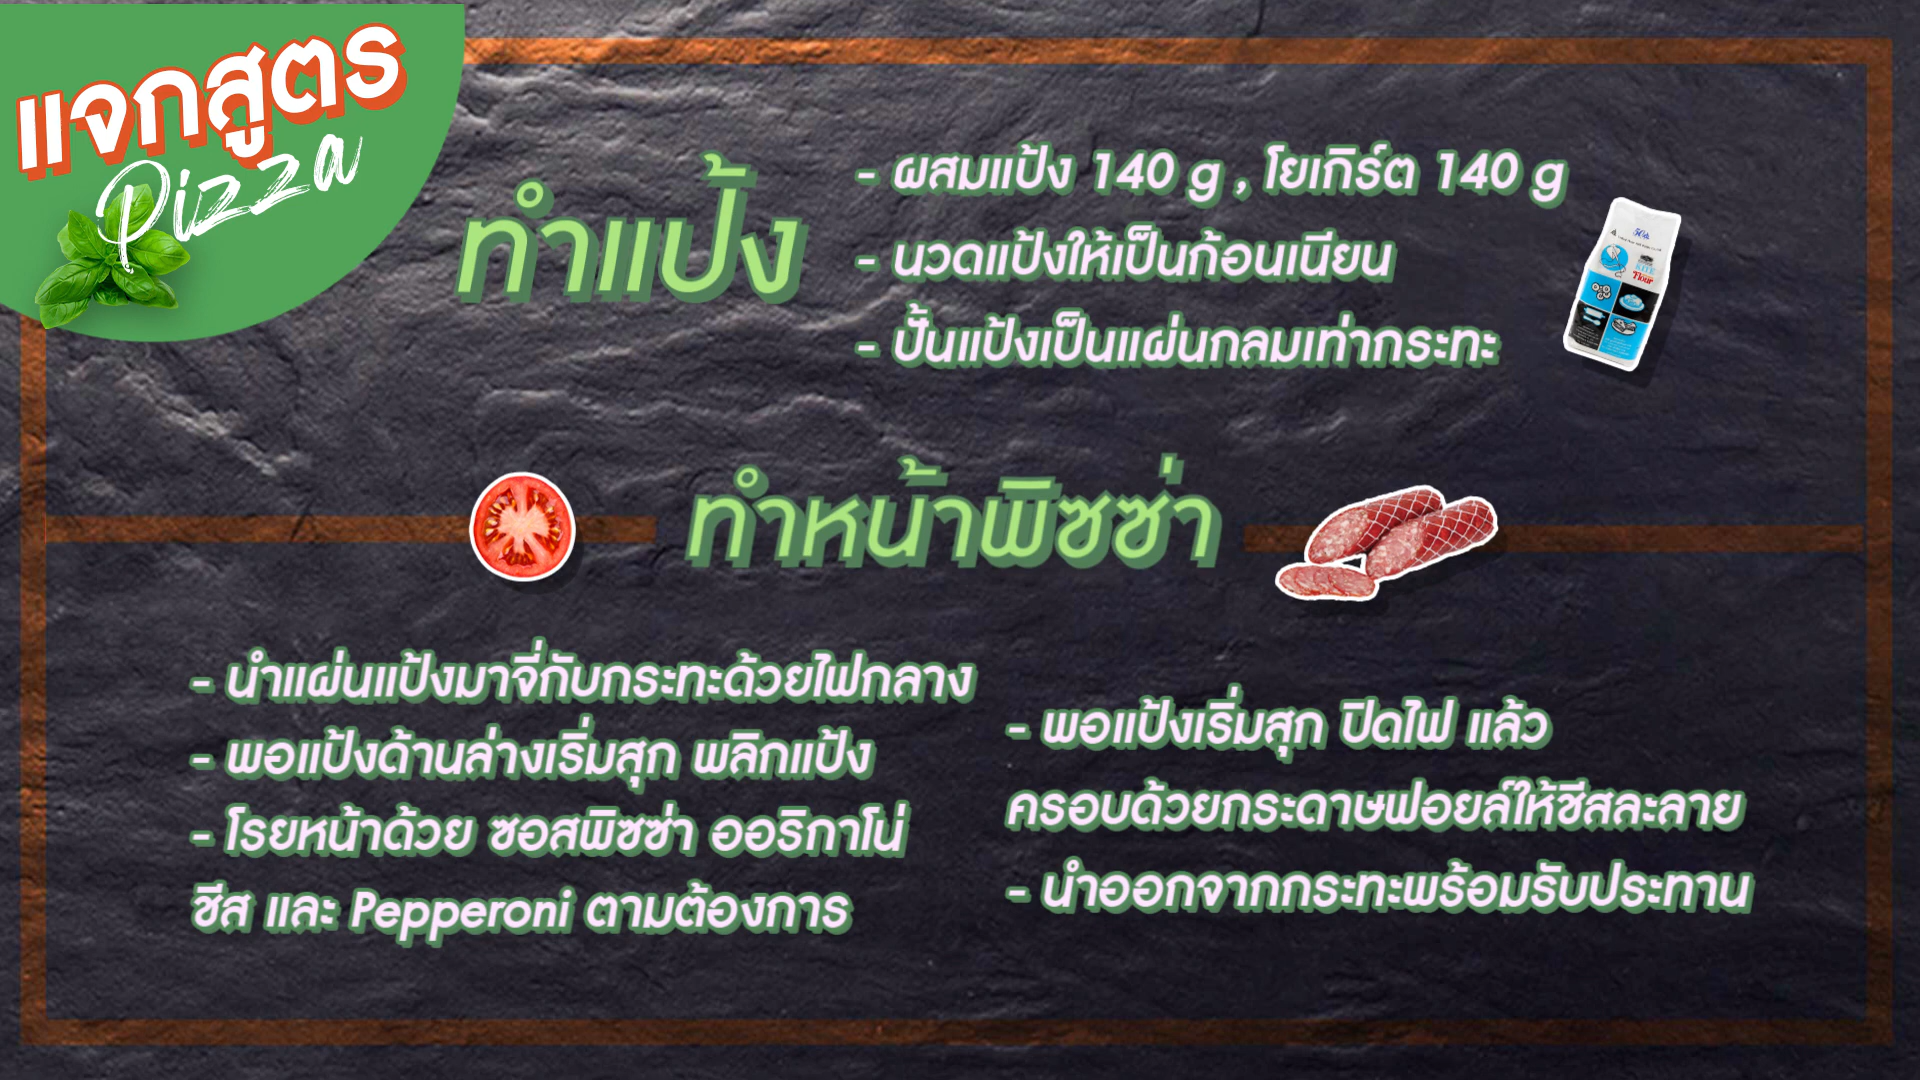 แจกสูตร
Pizza
ทำแป้ง
- ผสมแป้ง 140 g , โยเกิร์ต 140 g
- นวดแป้งให้เป็นก้อนเนียน
- ปั้นแป้งเป็นแผ่นกลมเท่ากระทะ
Flour
ทำหน้าพิซซ่า
- นำแผ่นแป้งมาจี่กับกระทะด้วยไฟกลาง
- พอแป้งด้านล่างเริ่มสุก พลิกแป้ง
- โรยหน้าด้วย ซอสพิซซ่า ออริกาโน่
ชีส และ Pepperoni ตามต้องการ
- พอแป้งเริ่มสุก ปิดไฟ แล้ว
ครอบด้วยกระดาษฟอยล์ให้ชีสละลาย
- นำออกจากกระทะพร้อมรับประทาน